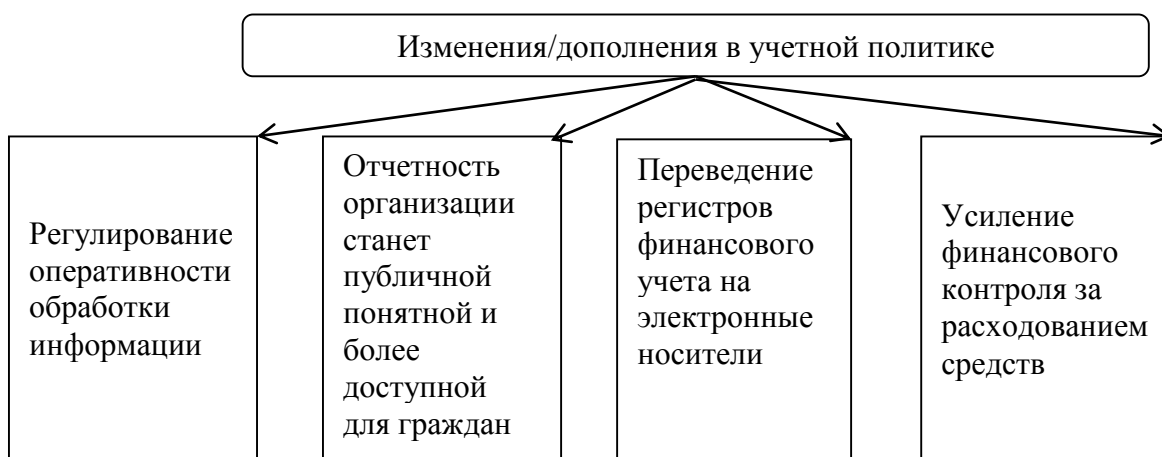 Изменения/дополнения в учетной политике
Регулирование
оперативности
обработки
информации
Отчетность
организации
станет
публичной
понятной и
более
доступной
для граждан
Переведение
регистров
финансового
учета на
электронные
носители
Усиление
финансового
контроля за
расходованием
средств